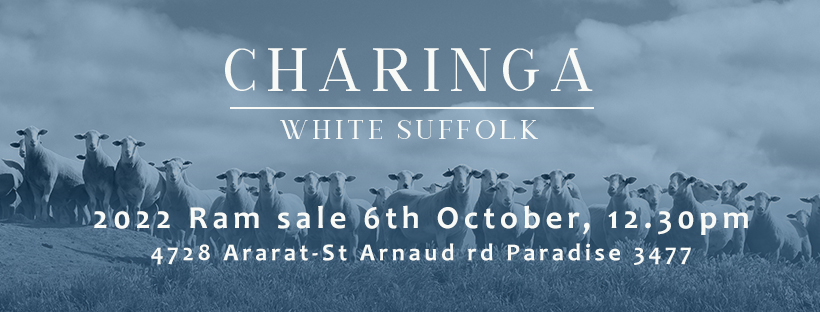 CHARINGA
WHITE SUFFOLK
2022 Ram sale 6th October, 12.30pm
4728 Ararat-St Arnaud rd Paradise 3477